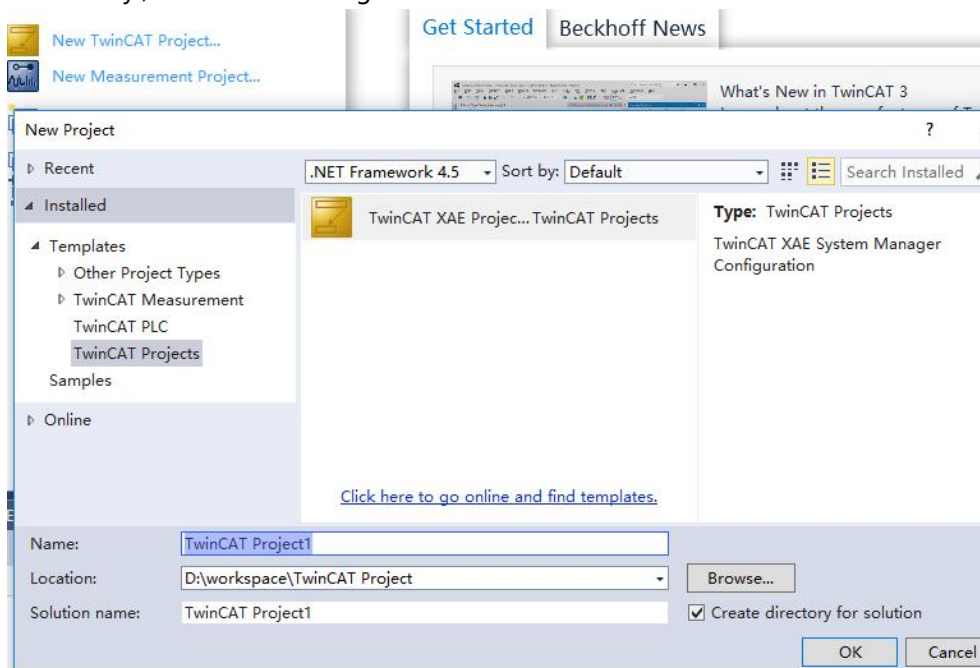 New TwinCAT Project...
New Measurement Project...
Get Started Beckhoff News
What's New in TwinCAT 3
New Project ?
Recent
.NET Framework 4.5 Sort by: Default Search Installed
Installed
TwinCAT XAE Projec... TwinCAT Projects
Type: TwinCAT Projects
TwinCAT XAE System Manager
Configuration
Templates
Other Project Types
TwinCAT Measurement
TwinCAT PLC
TwinCAT Projects
Samples
Online
Click here to go online and find templates.
Name: TwinCAT Project1
Location: D:\workspace\TwinCAT Project Browse...
Solution name: TwinCAT Project1 Create directory for solution
OK Cancel